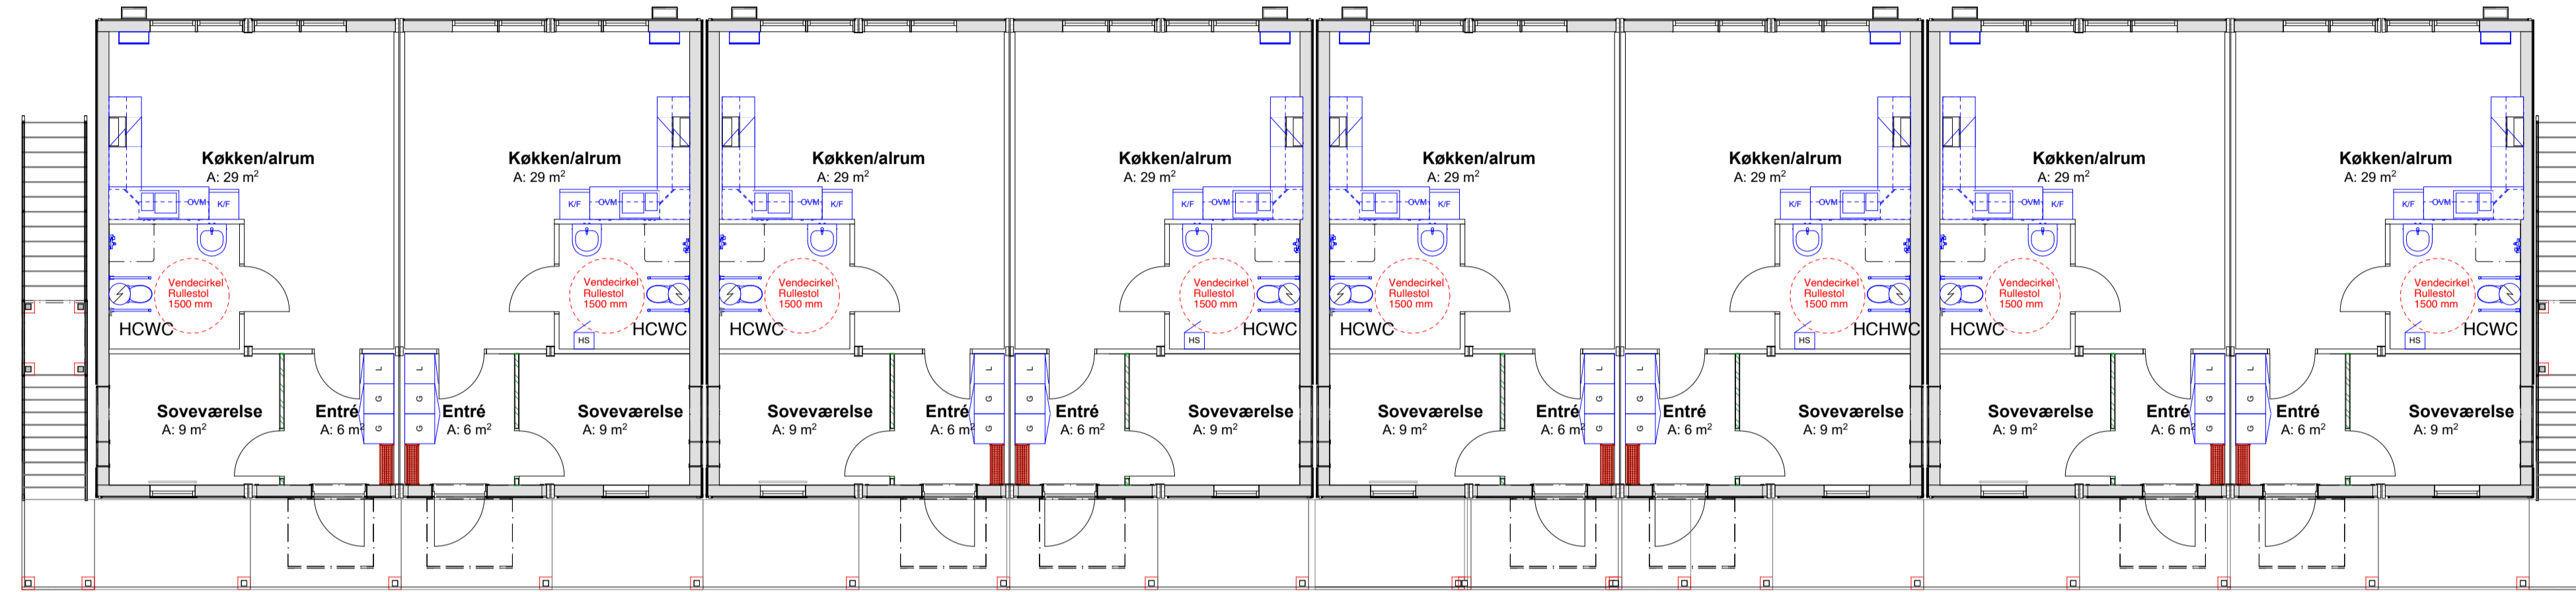 Køkken/alrum
A: 29 m²
Køkken/alrum
A: 29 m²
Køkken/alrum
A: 29 m²
Køkken/alrum
A: 29 m²
Køkken/alrum
A: 29 m²
Køkken/alrum
A: 29 m²
Køkken/alrum
A: 29 m²
Køkken/alrum
A: 29 m²
OVM K/F
K/F OVM
OVM K/F
K/F OVM
OVM K/F
K/F OVM
OVM K/F
K/F OVM
Vendecirkel
Rullestol
1500 mm
Vendecirkel
Rullestol
1500 mm
Vendecirkel
Rullestol
1500 mm
Vendecirkel
Rullestol
1500 mm
Vendecirkel
Rullestol
1500 mm
Vendecirkel
Rullestol
1500 mm
Vendecirkel
Rullestol
1500 mm
Vendecirkel
Rullestol
1500 mm
HCWC
HS
HCWC
HCWC
HS
HCWC
HCWC
HS
HCHWC
HCWC
HS
HCWC
Soveværelse
A: 9 m²
Entré
A: 6 m²
L
G
G
L
G
G
Entré
A: 6 m²
Soveværelse
A: 9 m²
Soveværelse
A: 9 m²
Entré
A: 6 m²
L
G
G
L
G
G
Entré
A: 6 m²
Soveværelse
A: 9 m²
Soveværelse
A: 9 m²
Entré
A: 6 m²
L
G
G
L
G
G
Entré
A: 6 m²
Soveværelse
A: 9 m²
Soveværelse
A: 9 m²
Entré
A: 6 m²
L
G
G
L
G
G
Entré
A: 6 m²
Soveværelse
A: 9 m²